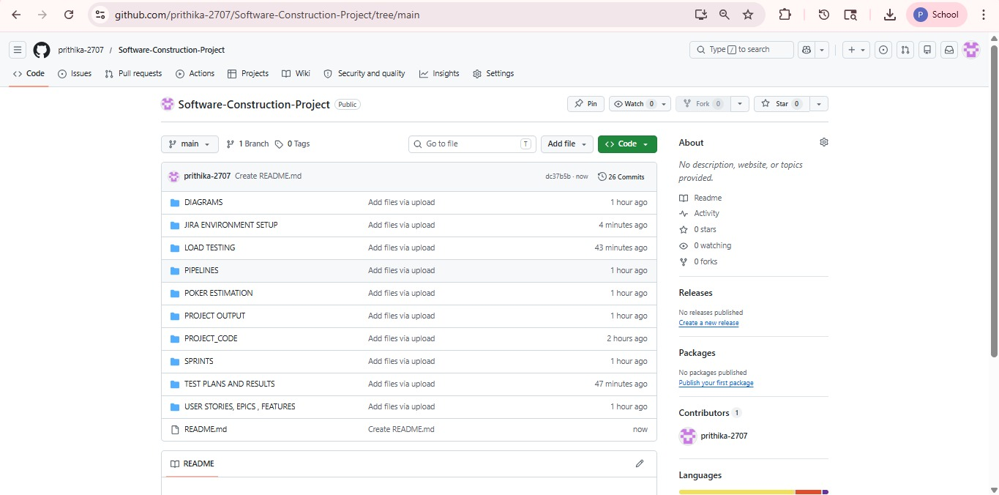 github.com/prithika-2707/Software-Construction-Project/tree/main
P School
prithika-2707 / Software-Construction-Project
Type / to search
Code Issues Pull requests Actions Projects Wiki Security and quality Insights Settings
Software-Construction-Project Public
Pin Watch 0 Fork 0 Star 0
main 1 Branch 0 Tags Go to file T Add file Code
prithika-2707 Create README.md dc37b5b · now 26 Commits
DIAGRAMS Add files via upload 1 hour ago
JIRA ENVIRONMENT SETUP Add files via upload 4 minutes ago
LOAD TESTING Add files via upload 43 minutes ago
PIPELINES Add files via upload 1 hour ago
POKER ESTIMATION Add files via upload 1 hour ago
PROJECT OUTPUT Add files via upload 1 hour ago
PROJECT_CODE Add files via upload 2 hours ago
SPRINTS Add files via upload 1 hour ago
TEST PLANS AND RESULTS Add files via upload 47 minutes ago
USER STORIES, EPICS , FEATURES Add files via upload 1 hour ago
README.md Create README.md now
README
About
No description, website, or topics
provided.
Readme
Activity
0 stars
0 watching
0 forks
Releases
No releases published
Create a new release
Packages
No packages published
Publish your first package
Contributors 1
prithika-2707
Languages